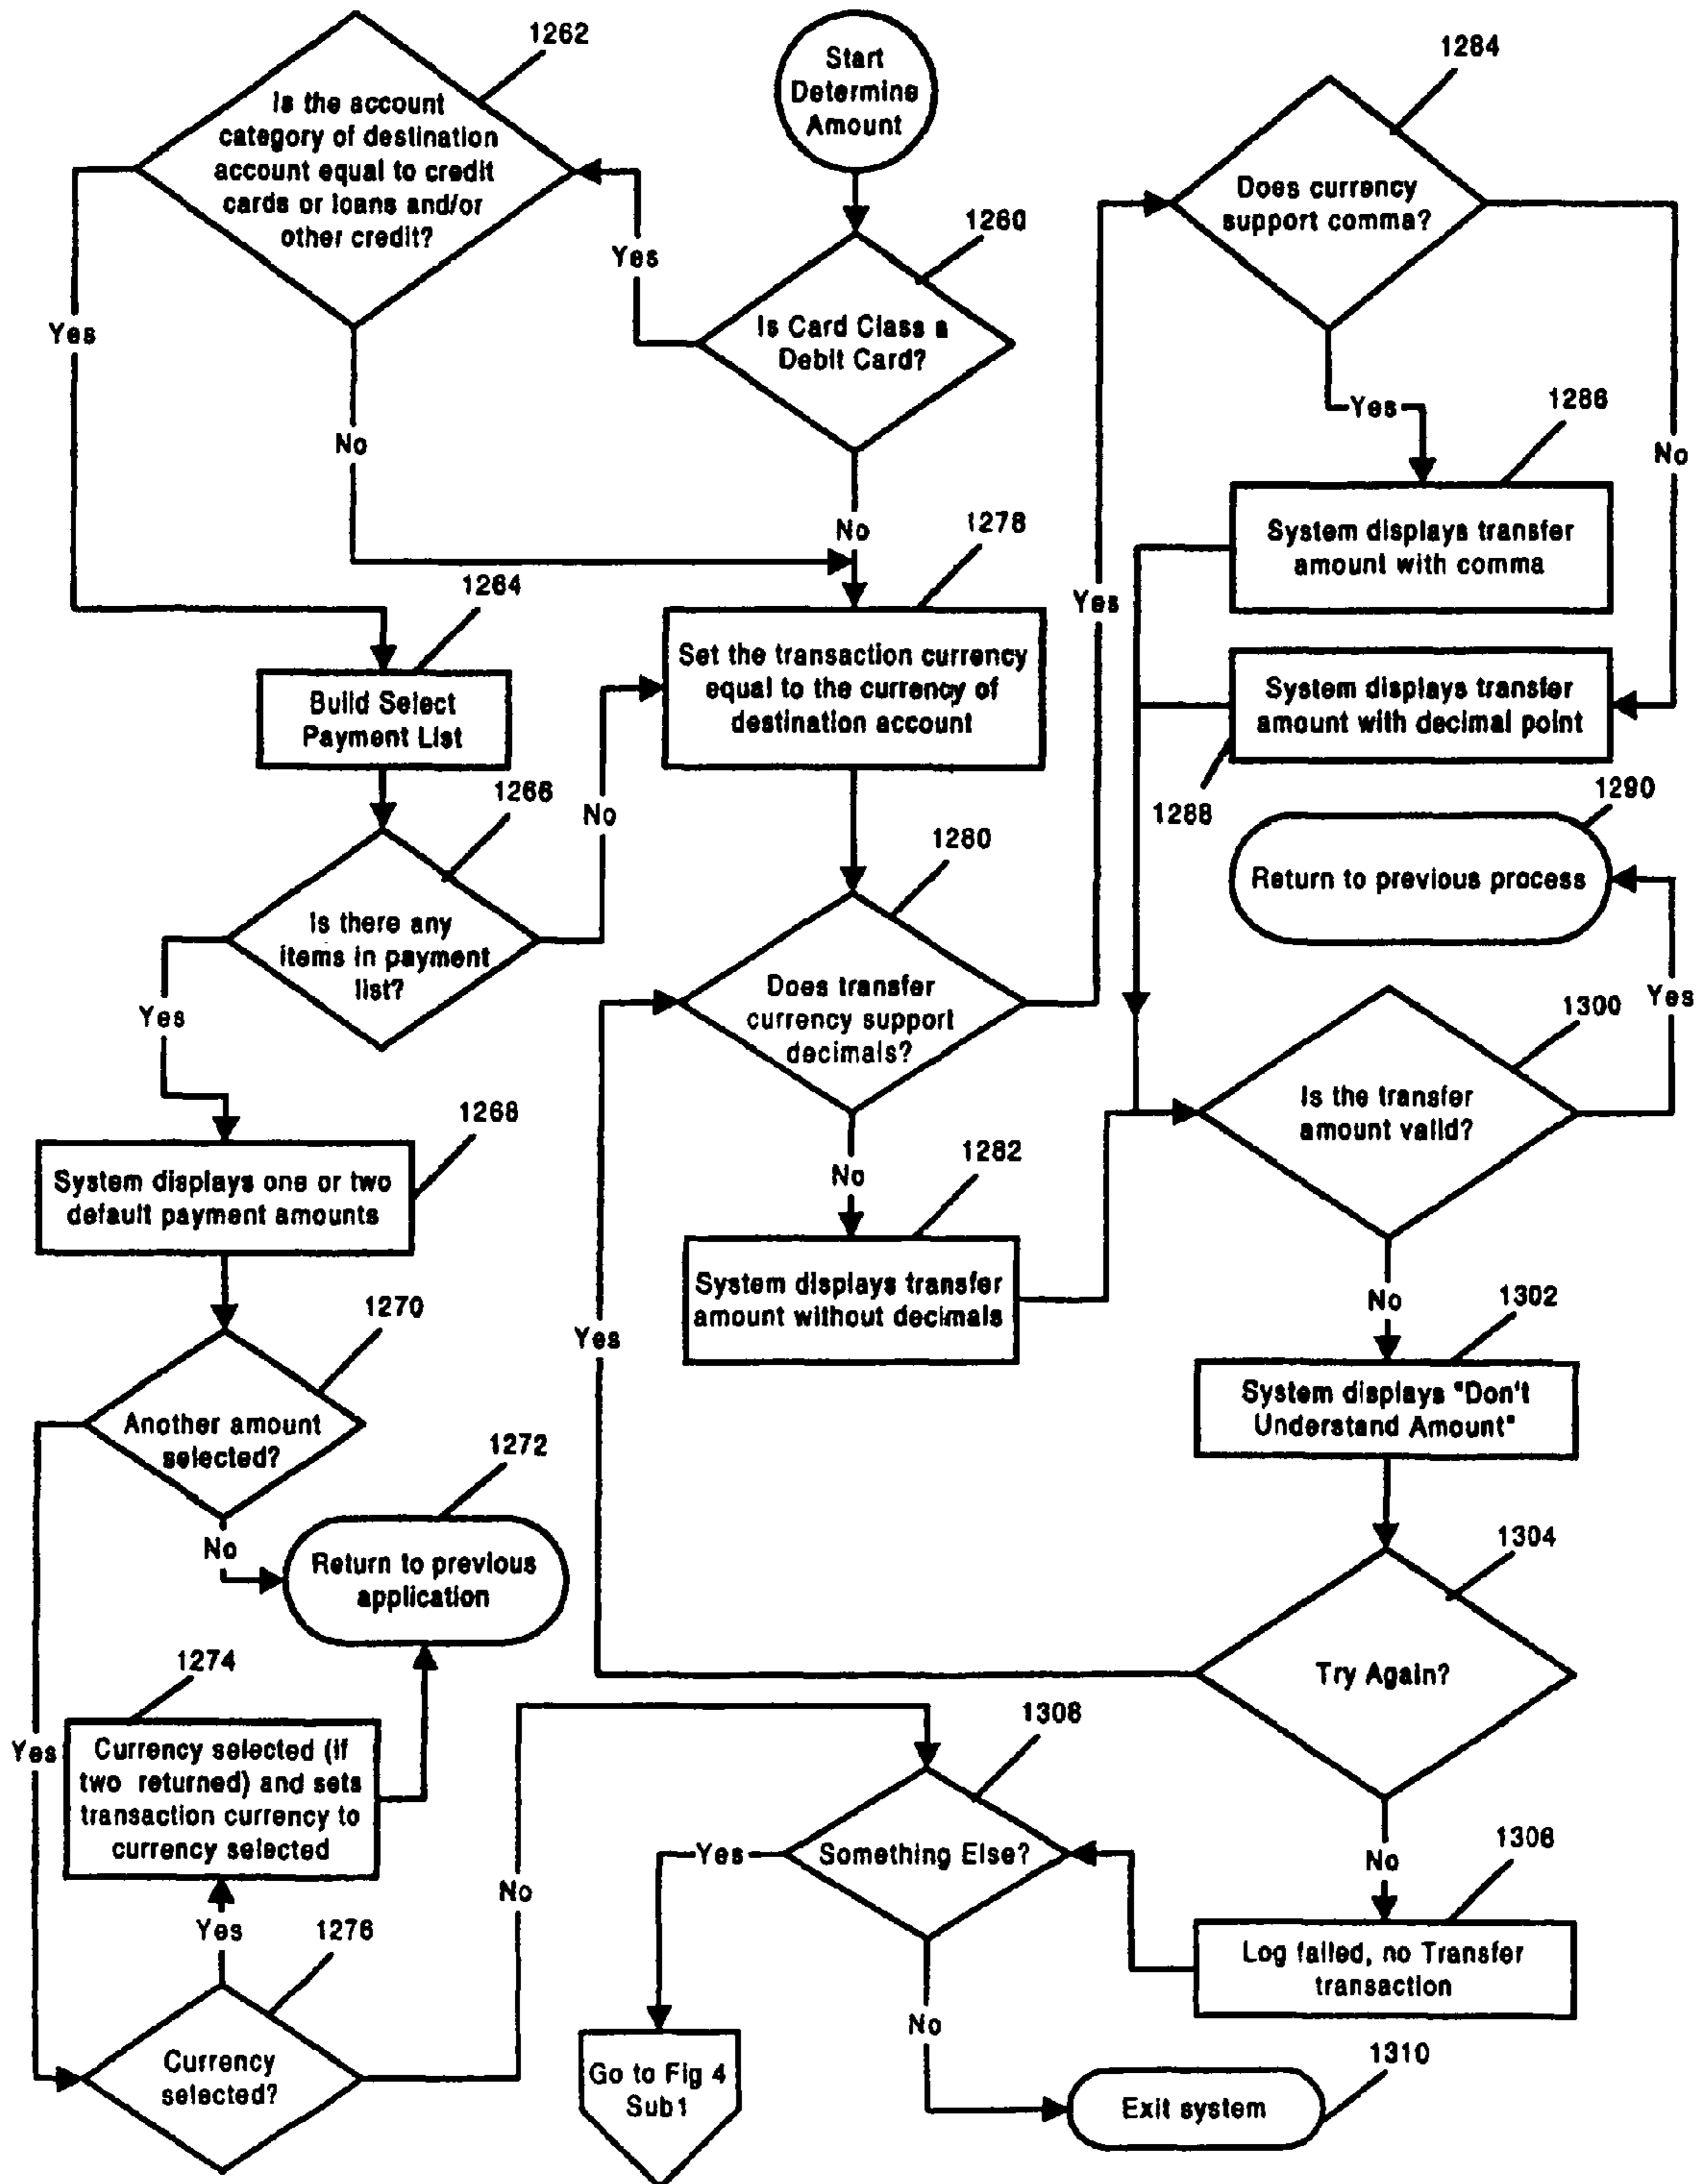 1262
Is the account
category of destination
account equal to credit
cards or loans and/or
other credit?
Yes
No
Start
Determine
Amount
1260
Is Card Class a
Debit Card?
Yes
No
1284
Does currency
support comma?
Yes
No
1286
System displays transfer
amount with comma
System displays transfer
amount with decimal point
1288
1264
Build Select
Payment List
1278
Set the transaction currency
equal to the currency of
destination account
1266
Is there any
items in payment
list?
No
Yes
1280
Does transfer
currency support
decimals?
Yes
No
1290
Return to previous process
1300
Is the transfer
amount valid?
Yes
No
1268
System displays one or two
default payment amounts
1282
System displays transfer
amount without decimals
1302
System displays "Don't
Understand Amount"
1270
Another amount
selected?
No
Yes
1272
Return to previous
application
1304
Try Again?
Yes
No
1274
Currency selected (if
two returned) and sets
transaction currency to
currency selected
Yes
1276
Currency
selected?
No
1308
Something Else?
Yes
No
1306
Log failed, no Transfer
transaction
Go to Fig 4
Sub1
1310
Exit system